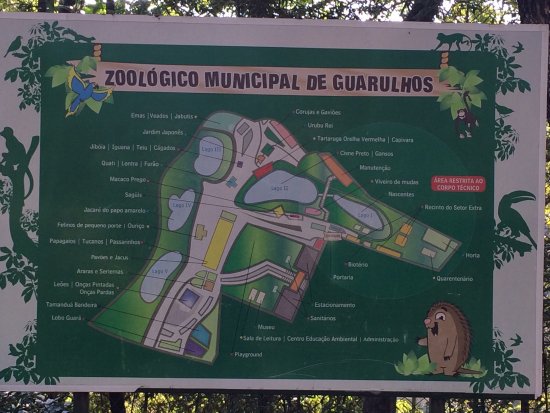 ZOOLÓGICO MUNICIPAL DE GUARULHOS
Emas | Veados | Jabutis
Jardim Japonês
Jibóia | Iguana | Teiu | Cágados
Quati | Lontra | Furão
Macaco Prego
Sagüis
Jacaré do papo amarelo
Felinos de pequeno porte | Ouriço
Papagaios | Tucanos | Passarinhos
Pavões e Jacus
Araras e Seriemas
Leões | Onças Pintadas
Onças Pardas
Tamanduá Bandeira
Lobo Guará
Lago III
Lago II
Lago I
Lago IV
Lago V
Corujas e Gaviões
Urubu Rei
Tartaruga Orelha Vermelha | Capivara
Cisne Preto | Gansos
Manutenção
Viveiro de mudas
Nascentes
ÁREA RESTRITA AO
CORPO TÉCNICO
Recinto do Setor Extra
Horta
Quarentenário
Biotério
Portaria
Estacionamento
Sanitários
Museu
Sala de Leitura | Centro Educação Ambiental | Administração
Playground